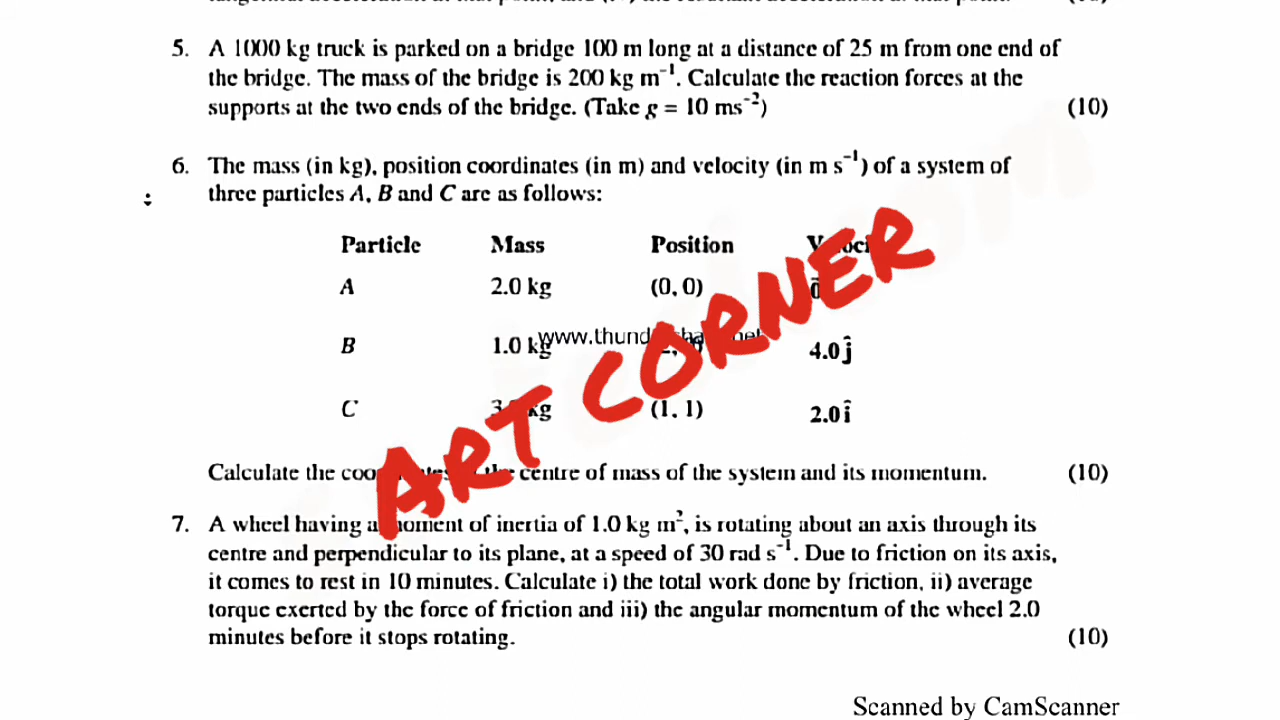 5. A 1000 kg truck is parked on a bridge 100 m long at a distance of 25 m from one end of
the bridge. The mass of the bridge is 200 kg m⁻¹. Calculate the reaction forces at the
supports at the two ends of the bridge. (Take g = 10 ms⁻²) (10)
6. The mass (in kg), position coordinates (in m) and velocity (in m s⁻¹) of a system of
three particles A, B and C are as follows:
Particle Mass Position
A 2.0 kg (0, 0)
B 1.0 kg 4.0ĵ
C kg (1, 1) 2.0î
ART CORNER
Calculate the centre of mass of the system and its momentum. (10)
7. A wheel having a moment of inertia of 1.0 kg m², is rotating about an axis through its
centre and perpendicular to its plane, at a speed of 30 rad s⁻¹. Due to friction on its axis,
it comes to rest in 10 minutes. Calculate i) the total work done by friction, ii) average
torque exerted by the force of friction and iii) the angular momentum of the wheel 2.0
minutes before it stops rotating. (10)
Scanned by CamScanner